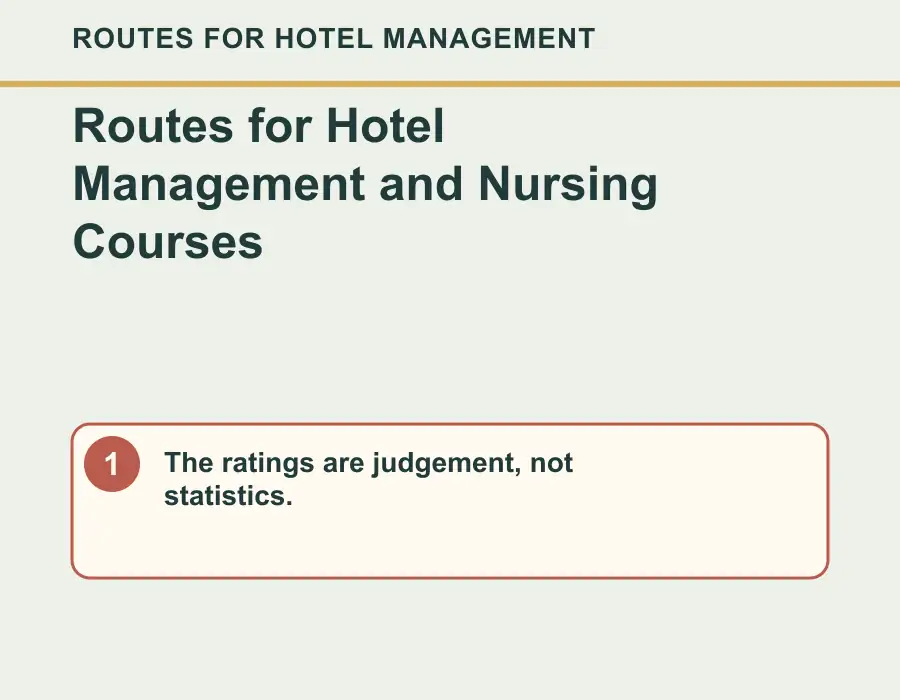 ROUTES FOR HOTEL MANAGEMENT
Routes for Hotel
Management and Nursing
Courses
1
The ratings are judgement, not
statistics.